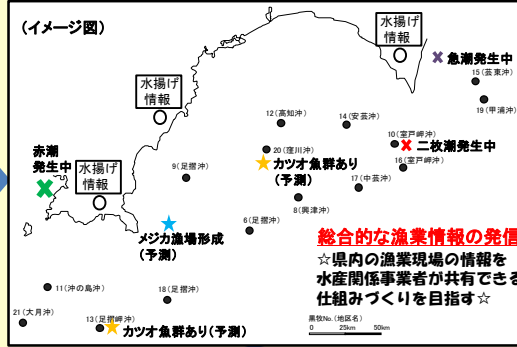 (イメージ図)
水揚げ
情報
急潮発生中
15(芸東沖)
水揚げ
情報
19(甲浦沖)
12(高知沖)
14(安芸沖)
10(室戸岬沖)
二枚潮発生中
赤潮
発生中
20(窪川沖)
カツオ魚群あり
(予測)
16(室戸岬沖)
水揚げ
情報
9(足摺沖)
17(中芸沖)
8(興津沖)
メジカ漁場形成
(予測)
6(足摺沖)
総合的な漁業情報の発信
☆県内の漁業現場の情報を
水産関係事業者が共有できる
仕組みづくりを目指す☆
11(沖の島沖)
18(足摺沖)
21(大月沖)
13(足摺岬沖)
カツオ魚群あり(予測)
黒牧No.(地区名)
0 25km 50km